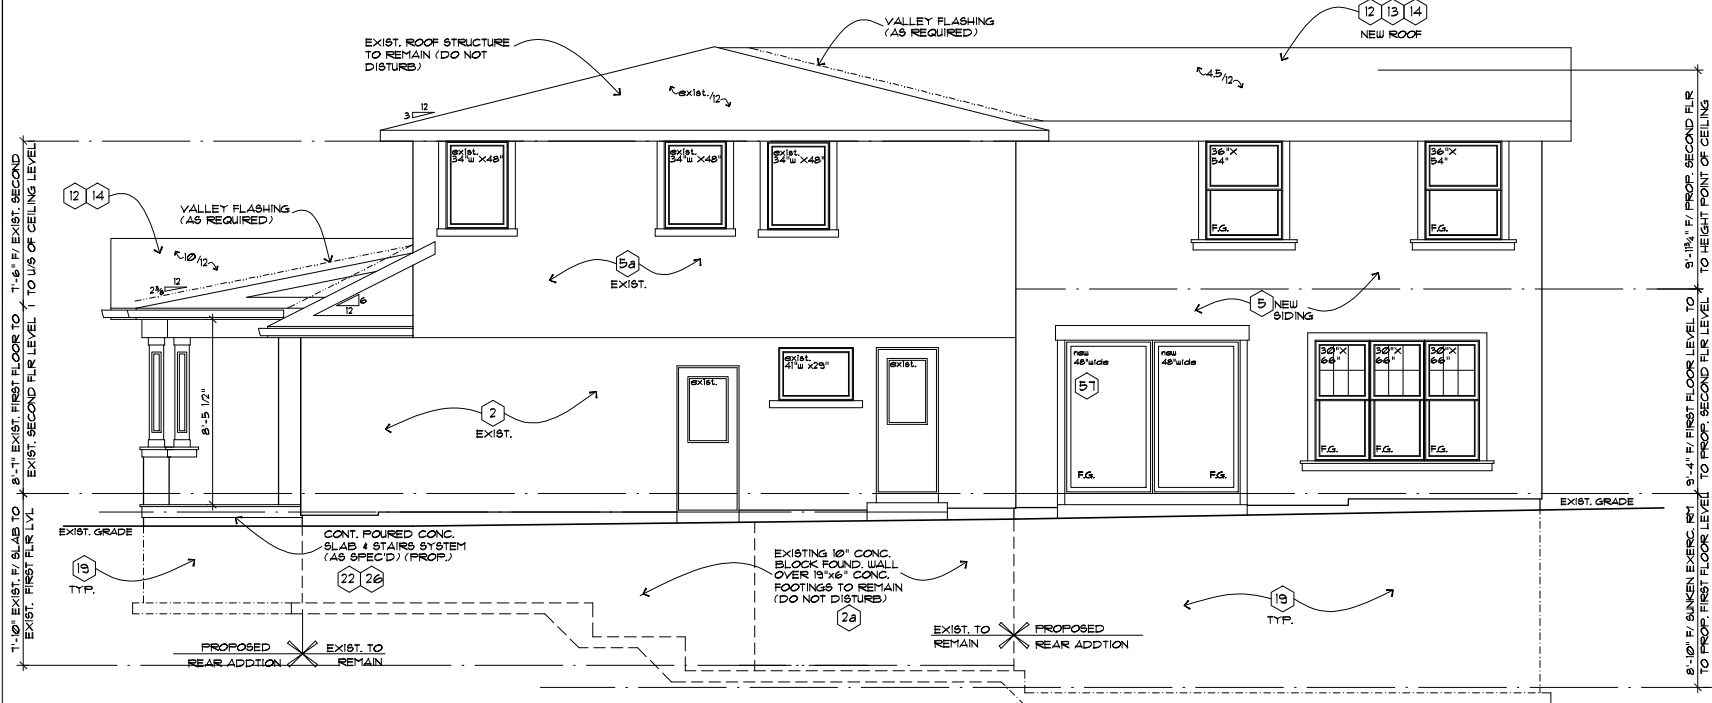 12 13 14
NEW ROOF
VALLEY FLASHING
(AS REQUIRED)
EXIST. ROOF STRUCTURE
TO REMAIN (DO NOT
DISTURB)
exist./12
4.5/12
12
3
exist.
34"w X48"
exist.
34"w X48"
exist.
34"w X48"
36"X
54"
F.G.
36"X
54"
F.G.
12 14
VALLEY FLASHING
(AS REQUIRED)
10/12
12
2⅜
6
12
5a
EXIST.
5 NEW
SIDING
exist.
41"w x29"
exist.
exist.
new
48"wide
new
48"wide
57
F.G.
F.G.
30"X
66"
30"X
66"
30"X
66"
F.G.
F.G.
F.G.
2
EXIST.
8'-5 1/2"
EXIST. GRADE
EXIST. GRADE
CONT. POURED CONC.
SLAB & STAIRS SYSTEM
(AS SPEC'D) (PROP.)
22 26
19
TYP.
EXISTING 10" CONC.
BLOCK FOUND. WALL
OVER 19"x6" CONC.
FOOTINGS TO REMAIN
(DO NOT DISTURB)
2a
19
TYP.
PROPOSED
REAR ADDTION
EXIST. TO
REMAIN
EXIST. TO
REMAIN
PROPOSED
REAR ADDTION
7'-6" F/ EXIST. SECOND
TO U/S OF CEILING LEVEL
8'-7" EXIST. FIRST FLOOR TO
EXIST. SECOND FLR LEVEL
7'-10" EXIST. F/ SLAB TO
EXIST. FIRST FLR LVL
9'-11¾" F/ PROP. SECOND FLR
TO HEIGHT POINT OF CEILING
9'-4" F/ FIRST FLOOR LEVEL TO
TO PROP. SECOND FLR LEVEL
8'-10" F/ SUNKEN EXERC. RM
TO PROP. FIRST FLOOR LEVEL